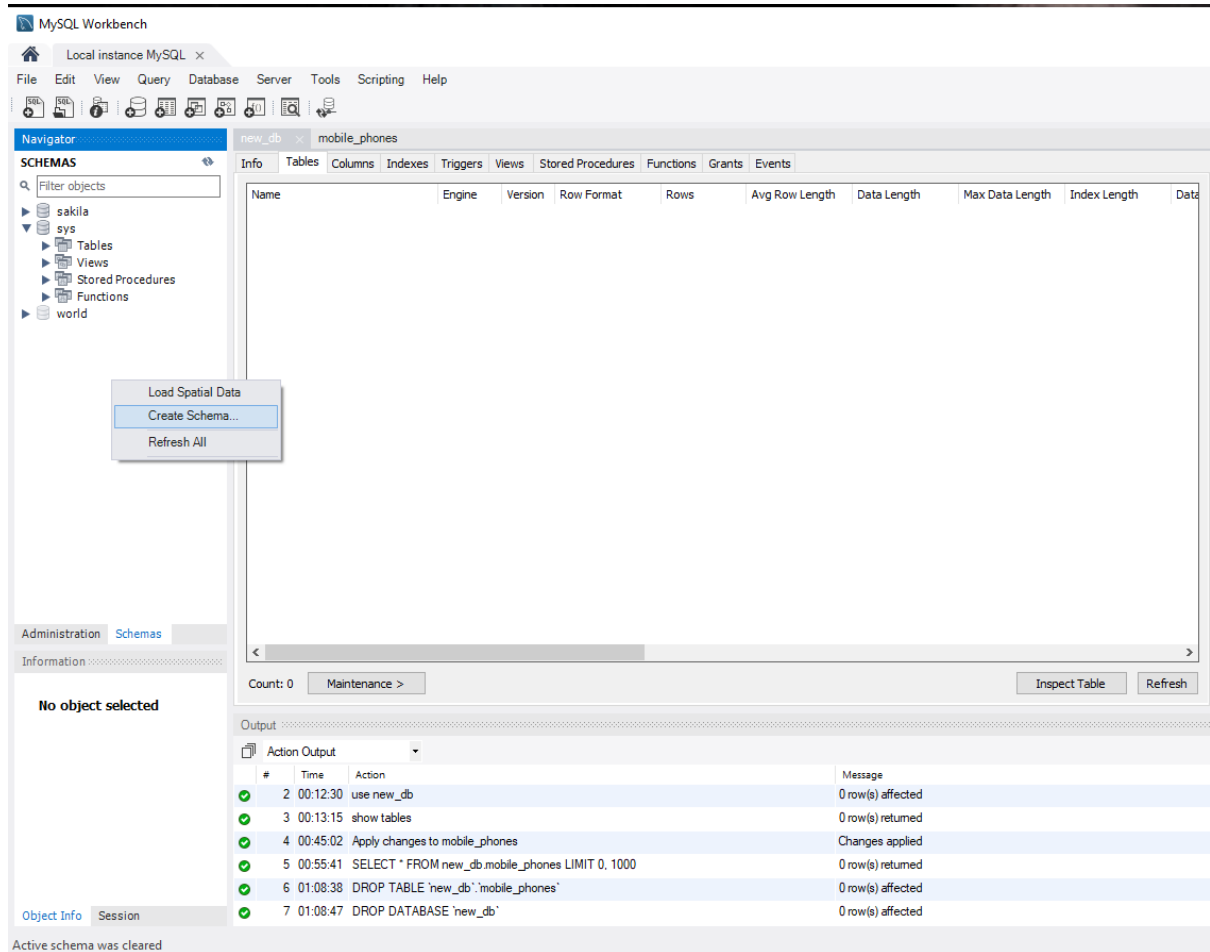 MySQL Workbench
Local instance MySQL
File Edit View Query Database Server Tools Scripting Help
Navigator
SCHEMAS
Filter objects
sakila
sys
Tables
Views
Stored Procedures
Functions
world
Load Spatial Data
Create Schema...
Refresh All
Administration Schemas
Information
No object selected
Object Info Session
new_db mobile_phones
Info Tables Columns Indexes Triggers Views Stored Procedures Functions Grants Events
Name Engine Version Row Format Rows Avg Row Length Data Length Max Data Length Index Length Data
Count: 0 Maintenance > Inspect Table Refresh
Output
Action Output
# Time Action Message
2 00:12:30 use new_db 0 row(s) affected
3 00:13:15 show tables 0 row(s) returned
4 00:45:02 Apply changes to mobile_phones Changes applied
5 00:55:41 SELECT * FROM new_db.mobile_phones LIMIT 0, 1000 0 row(s) returned
6 01:08:38 DROP TABLE `new_db`.`mobile_phones` 0 row(s) affected
7 01:08:47 DROP DATABASE `new_db` 0 row(s) affected
Active schema was cleared